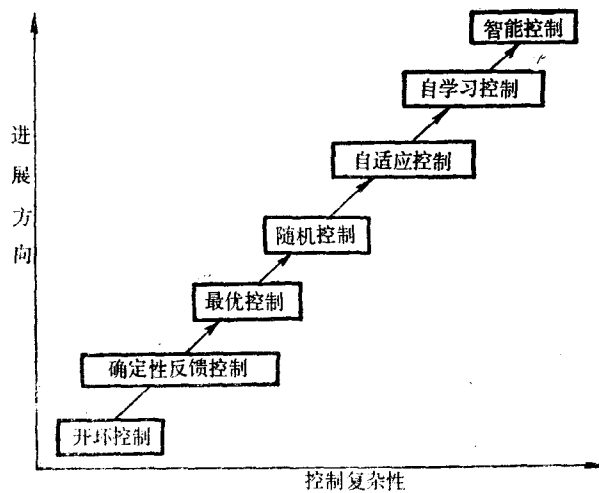 智能控制
自学习控制
自适应控制
随机控制
最优控制
确定性反馈控制
开环控制
进展方向
控制复杂性